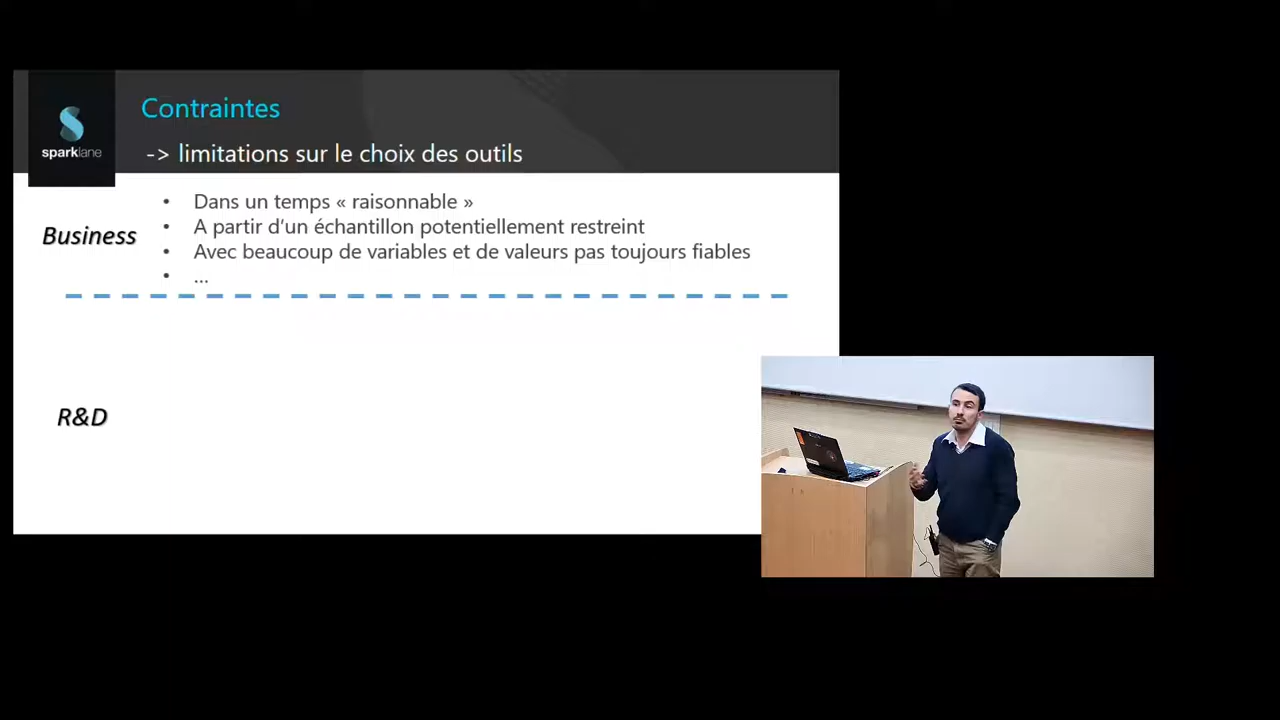 Contraintes
-> limitations sur le choix des outils
sparklane
Business
• Dans un temps « raisonnable »
• A partir d'un échantillon potentiellement restreint
• Avec beaucoup de variables et de valeurs pas toujours fiables
• ...
R&D